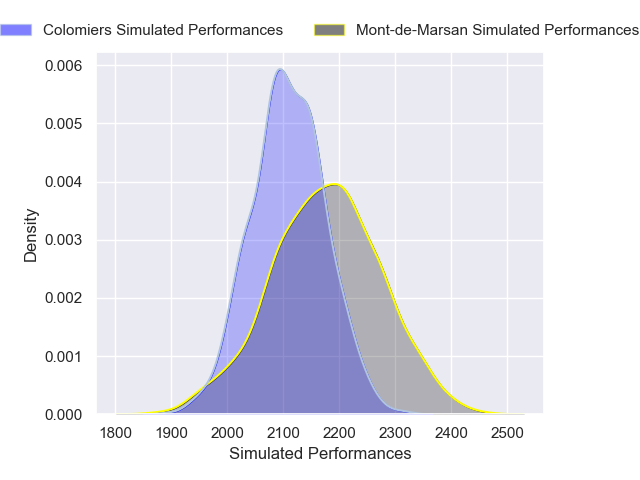 Colomiers Simulated Performances Mont-de-Marsan Simulated Performances
0.006
0.005
0.004
0.003
0.002
0.001
0.000
Density
1800 1900 2000 2100 2200 2300 2400 2500
Simulated Performances